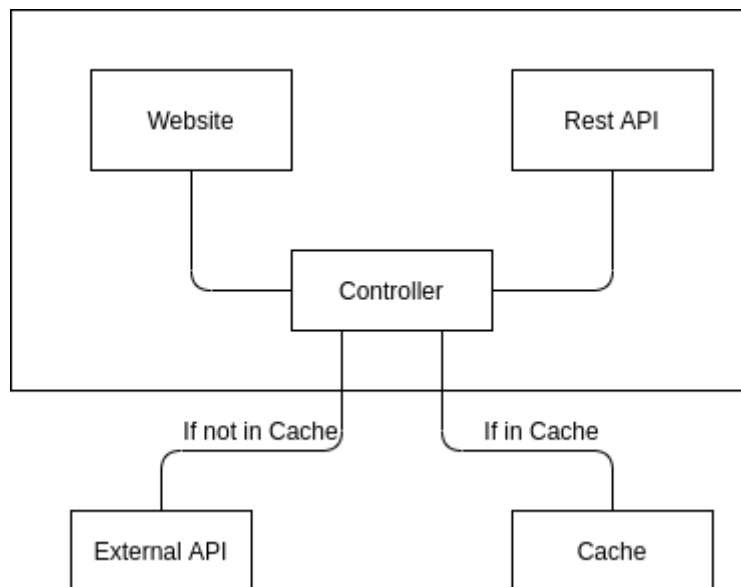 Website
Rest API
Controller
If not in Cache
If in Cache
External API
Cache